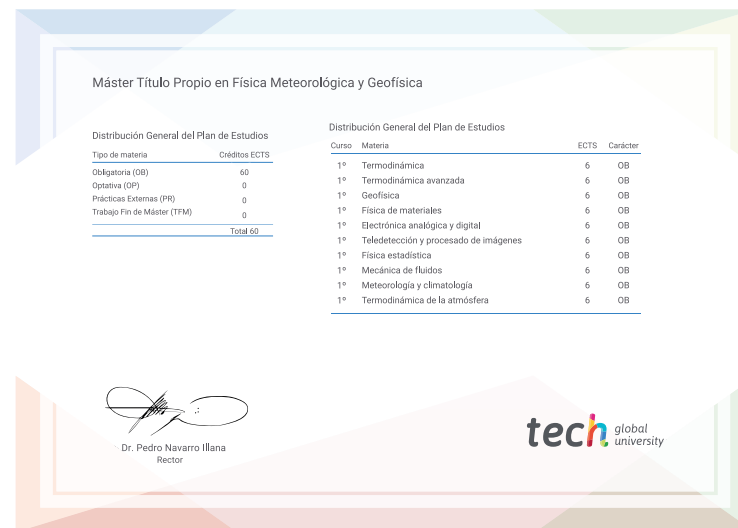 Máster Título Propio en Física Meteorológica y Geofísica
Distribución General del Plan de Estudios
Tipo de materia Créditos ECTS
Obligatoria (OB) 60
Optativa (OP) 0
Prácticas Externas (PR) 0
Trabajo Fin de Máster (TFM) 0
Total 60
Distribución General del Plan de Estudios
Curso Materia ECTS Carácter
1º Termodinámica 6 OB
1º Termodinámica avanzada 6 OB
1º Geofísica 6 OB
1º Física de materiales 6 OB
1º Electrónica analógica y digital 6 OB
1º Teledetección y procesado de imágenes 6 OB
1º Física estadística 6 OB
1º Mecánica de fluidos 6 OB
1º Meteorología y climatología 6 OB
1º Termodinámica de la atmósfera 6 OB
Dr. Pedro Navarro Illana
Rector
tech global university